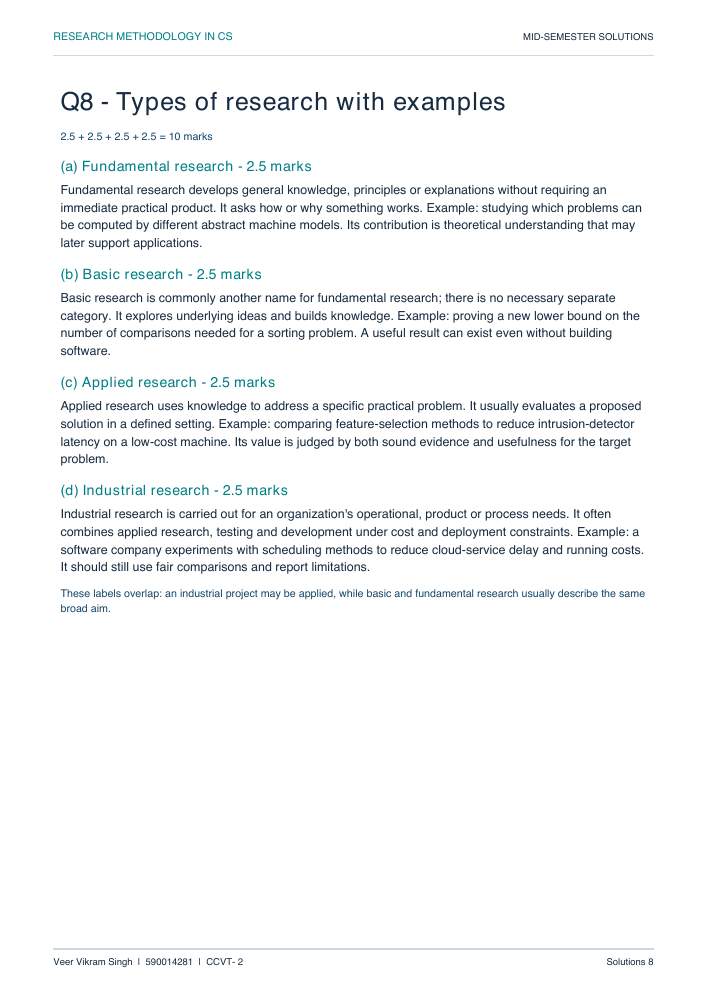 RESEARCH METHODOLOGY IN CS
MID-SEMESTER SOLUTIONS
Q8 - Types of research with examples
2.5 + 2.5 + 2.5 + 2.5 = 10 marks
(a) Fundamental research - 2.5 marks
Fundamental research develops general knowledge, principles or explanations without requiring an
immediate practical product. It asks how or why something works. Example: studying which problems can
be computed by different abstract machine models. Its contribution is theoretical understanding that may
later support applications.
(b) Basic research - 2.5 marks
Basic research is commonly another name for fundamental research; there is no necessary separate
category. It explores underlying ideas and builds knowledge. Example: proving a new lower bound on the
number of comparisons needed for a sorting problem. A useful result can exist even without building
software.
(c) Applied research - 2.5 marks
Applied research uses knowledge to address a specific practical problem. It usually evaluates a proposed
solution in a defined setting. Example: comparing feature-selection methods to reduce intrusion-detector
latency on a low-cost machine. Its value is judged by both sound evidence and usefulness for the target
problem.
(d) Industrial research - 2.5 marks
Industrial research is carried out for an organization's operational, product or process needs. It often
combines applied research, testing and development under cost and deployment constraints. Example: a
software company experiments with scheduling methods to reduce cloud-service delay and running costs.
It should still use fair comparisons and report limitations.
These labels overlap: an industrial project may be applied, while basic and fundamental research usually describe the same
broad aim.
Veer Vikram Singh | 590014281 | CCVT- 2
Solutions 8